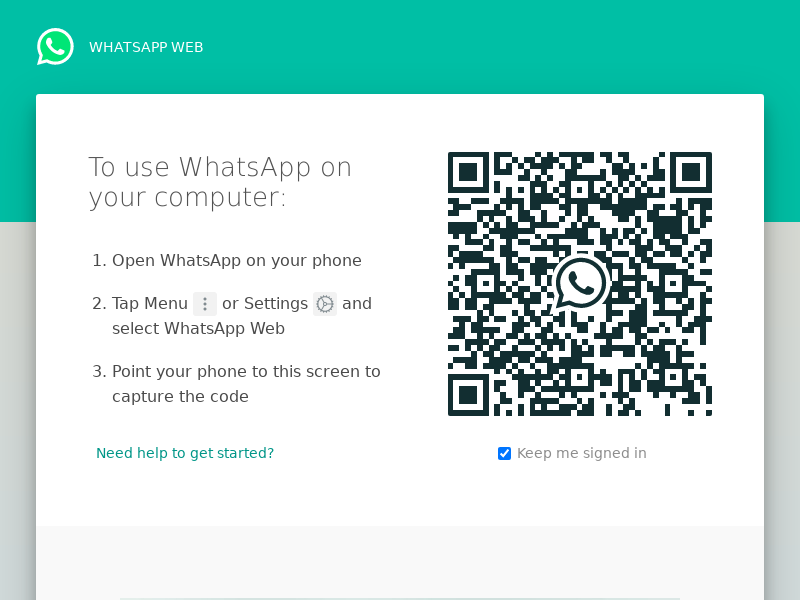 WHATSAPP WEB
To use WhatsApp on
your computer:
1. Open WhatsApp on your phone
2. Tap Menu or Settings and
select WhatsApp Web
3. Point your phone to this screen to
capture the code
Need help to get started?
Keep me signed in